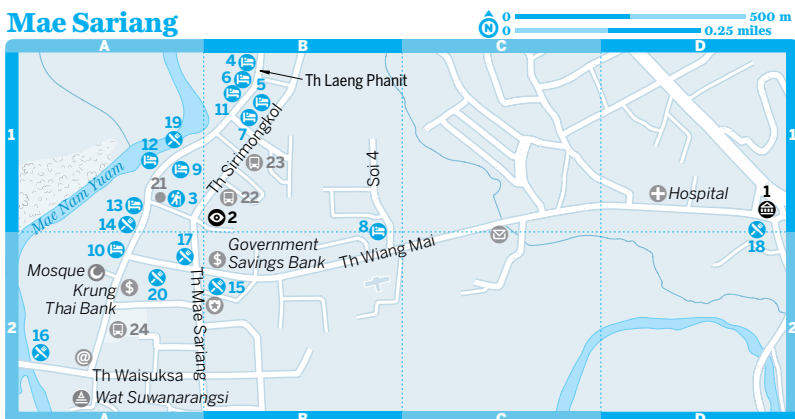 Mae Sariang
N
0 500 m
0 0.25 miles
A B C D
4
6
5
Th Laeng Phanit
11
7
1
19
12
9
Th Sirimongkol
23
Soi 4
Mae Nam Yuam
21
3
22
2
13
14
8
Hospital
1
18
1
10
17
Government
Savings Bank
Th Wiang Mai
Mosque
Krung
Thai Bank
20
Th Mae Sariang
15
2
24
16
@
Th Waisuksa
Wat Suwanarangsi
2
A B C D